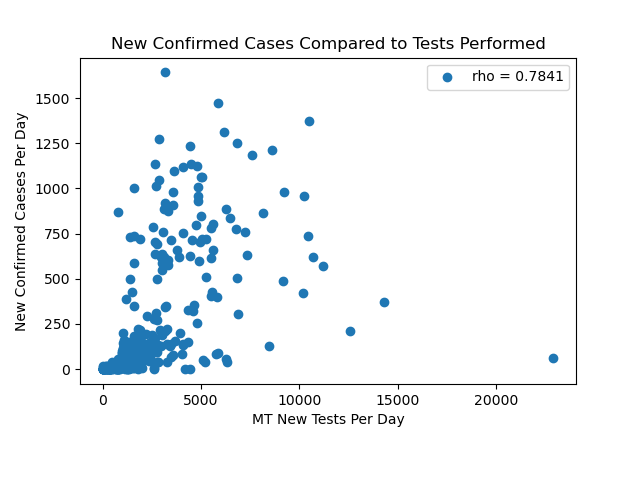 New Confirmed Cases Compared to Tests Performed
rho = 0.7841
New Confirmed Caeses Per Day
1500
1250
1000
750
500
250
0
0 5000 10000 15000 20000
MT New Tests Per Day